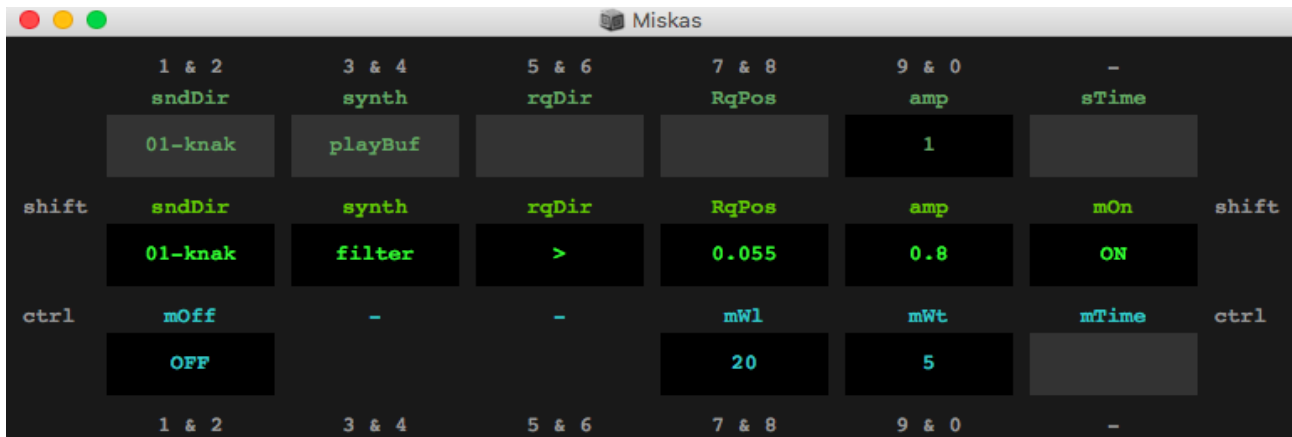 Miskas
1 & 2 3 & 4 5 & 6 7 & 8 9 & 0 -
sndDir synth rqDir RqPos amp sTime
01-knak playBuf 1
shift sndDir synth rqDir RqPos amp mOn shift
01-knak filter > 0.055 0.8 ON
ctrl mOff - - mWl mWt mTime ctrl
OFF 20 5
1 & 2 3 & 4 5 & 6 7 & 8 9 & 0 -